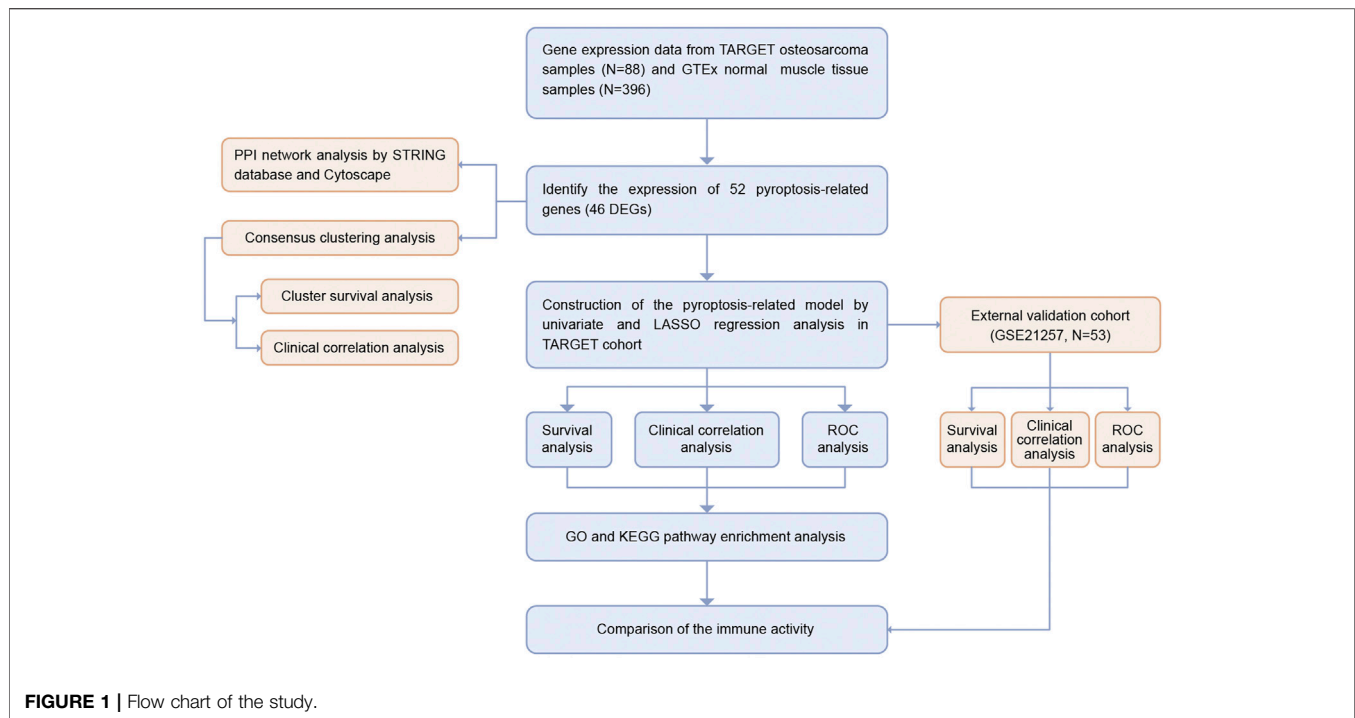 Gene expression data from TARGET osteosarcoma
samples (N=88) and GTEx normal muscle tissue
samples (N=396)
PPI network analysis by STRING
database and Cytoscape
Identify the expression of 52 pyroptosis-related
genes (46 DEGs)
Consensus clustering analysis
Cluster survival analysis
Clinical correlation analysis
Construction of the pyroptosis-related model by
univariate and LASSO regression analysis in
TARGET cohort
External validation cohort
(GSE21257, N=53)
Survival
analysis
Clinical correlation
analysis
ROC
analysis
Survival
analysis
Clinical
correlation
analysis
ROC
analysis
GO and KEGG pathway enrichment analysis
Comparison of the immune activity
FIGURE 1 | Flow chart of the study.